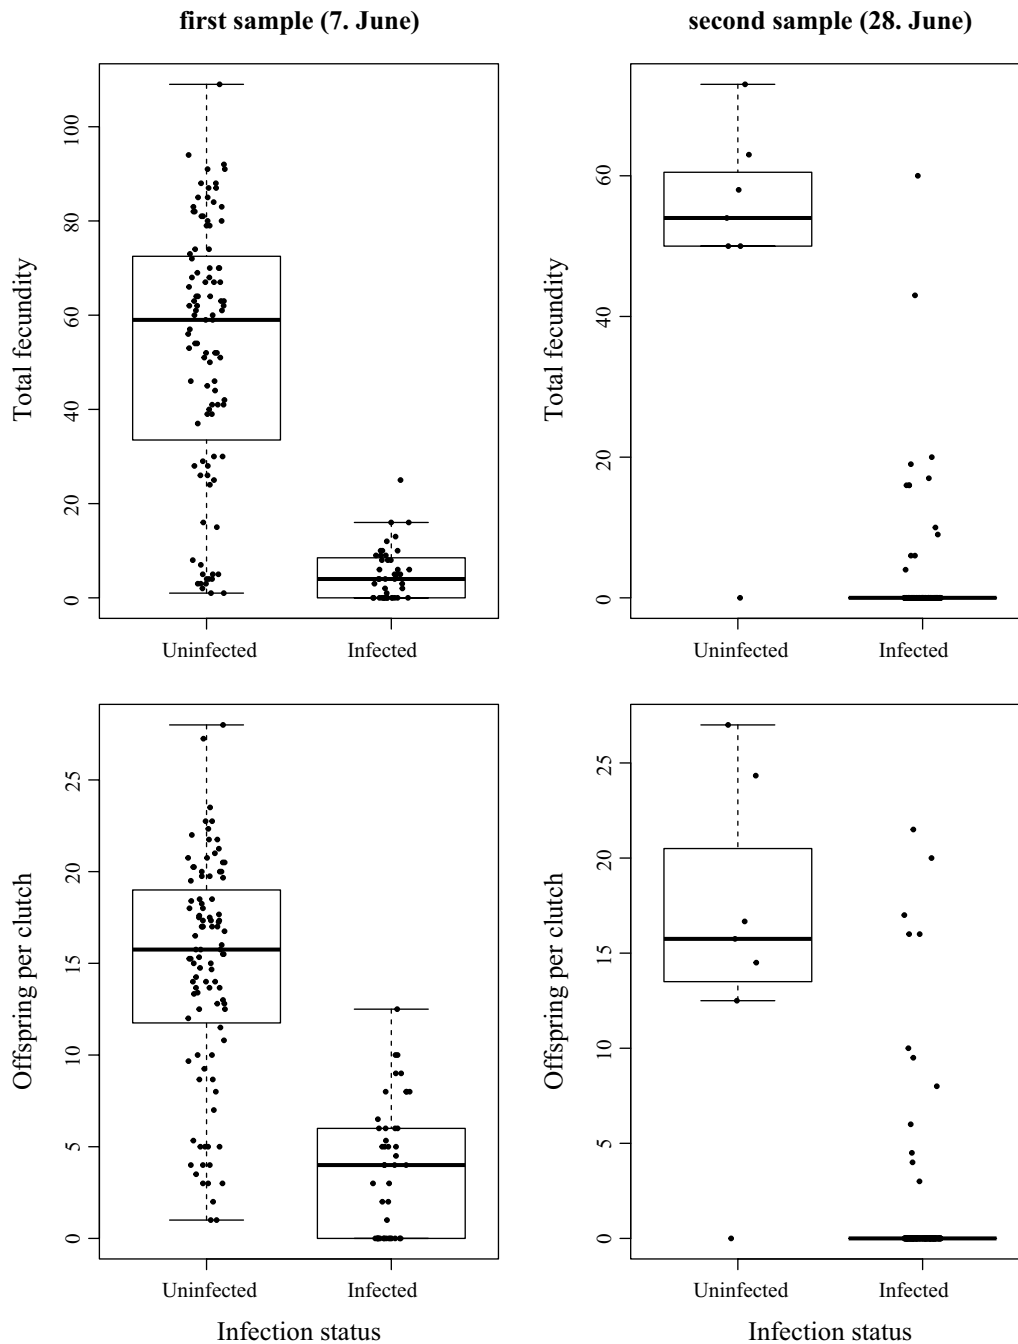 first sample (7. June)
second sample (28. June)
Total fecundity
0
20
40
60
80
100
Uninfected
Infected
Total fecundity
0
20
40
60
Uninfected
Infected
Offspring per clutch
0
5
10
15
20
25
Uninfected
Infected
Infection status
Offspring per clutch
0
5
10
15
20
25
Uninfected
Infected
Infection status